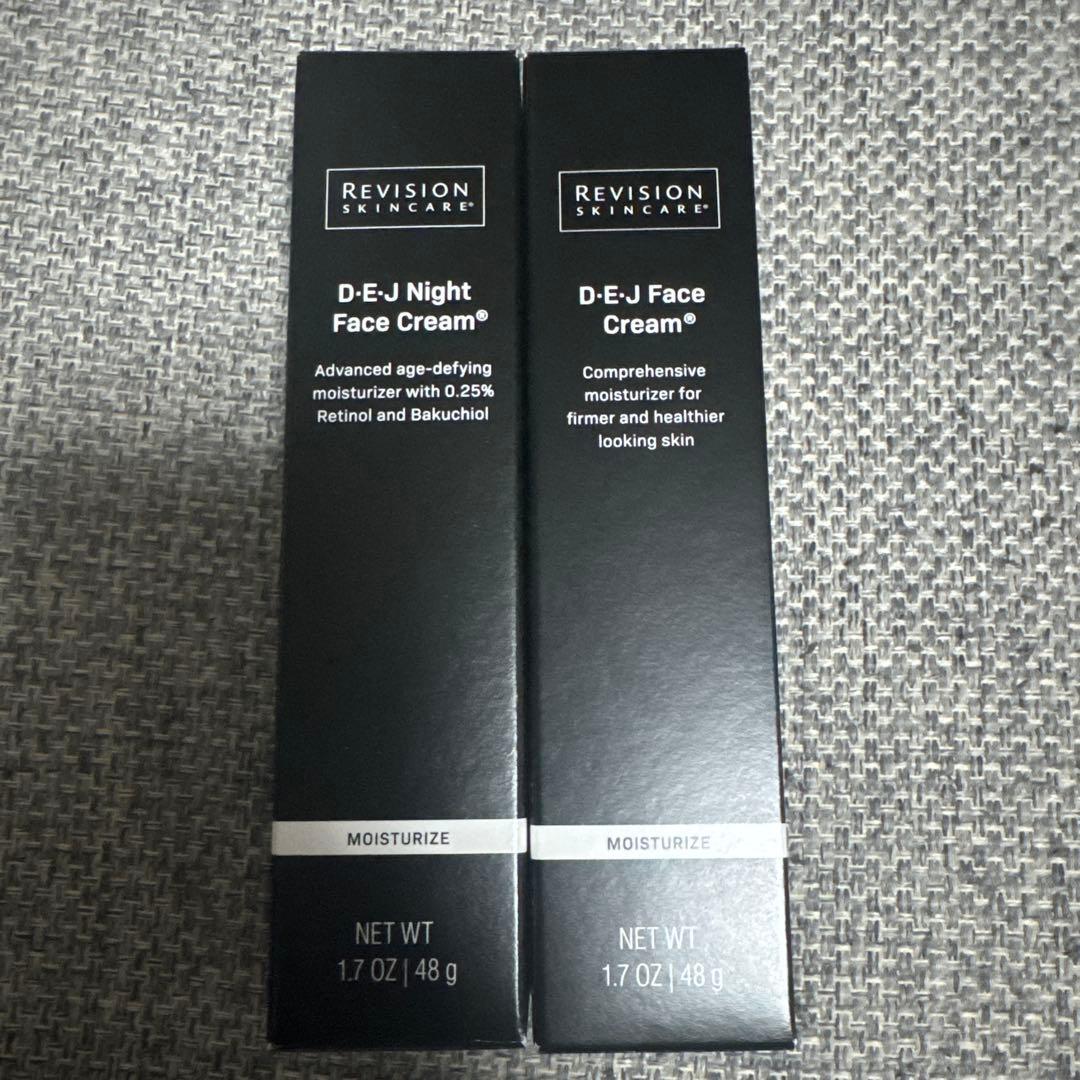 REVISION
SKINCARE®
D·E·J Night
Face Cream®
Advanced age-defying
moisturizer with 0.25%
Retinol and Bakuchiol
MOISTURIZE
NET WT
1.7 OZ | 48 g
REVISION
SKINCARE®
D·E·J Face
Cream®
Comprehensive
moisturizer for
firmer and healthier
looking skin
MOISTURIZE
NET WT
1.7 OZ | 48 g